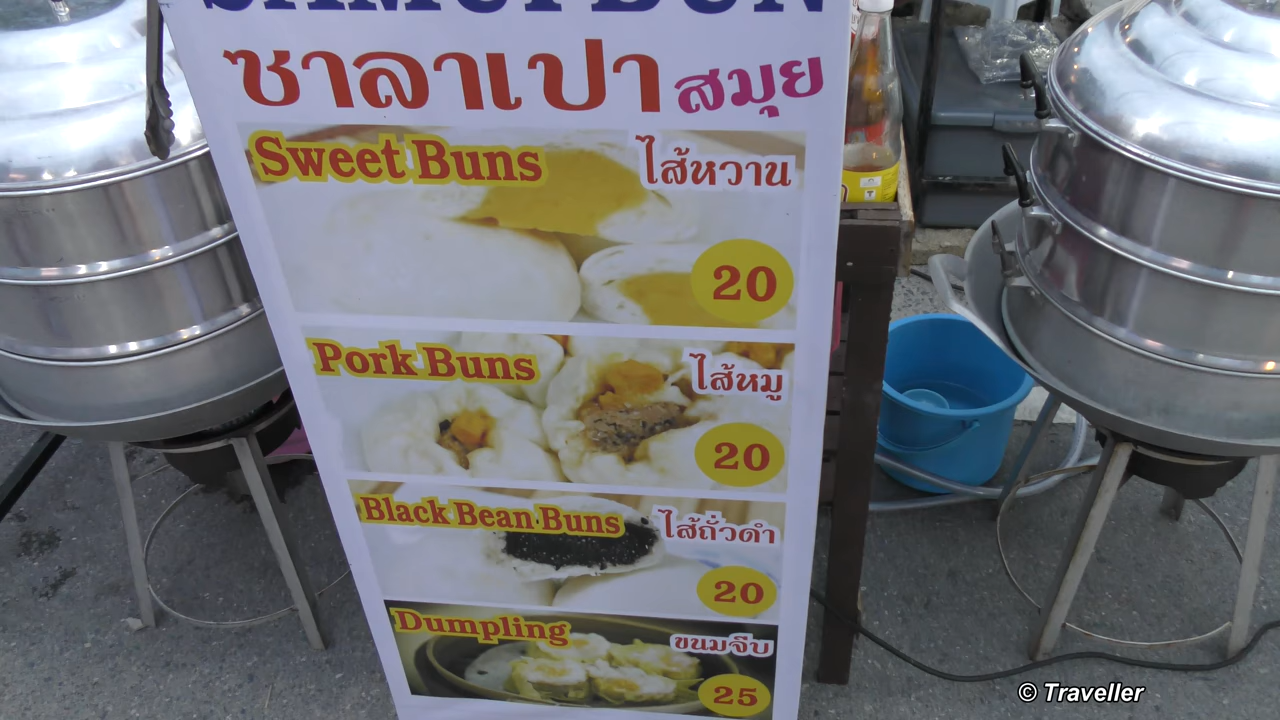 SAMUI BUN
ซาลาเปา สมุย
Sweet Buns ไส้หวาน
20
Pork Buns ไส้หมู
20
Black Bean Buns ไส้ถั่วดำ
20
Dumpling ขนมจีบ
25
© Traveller